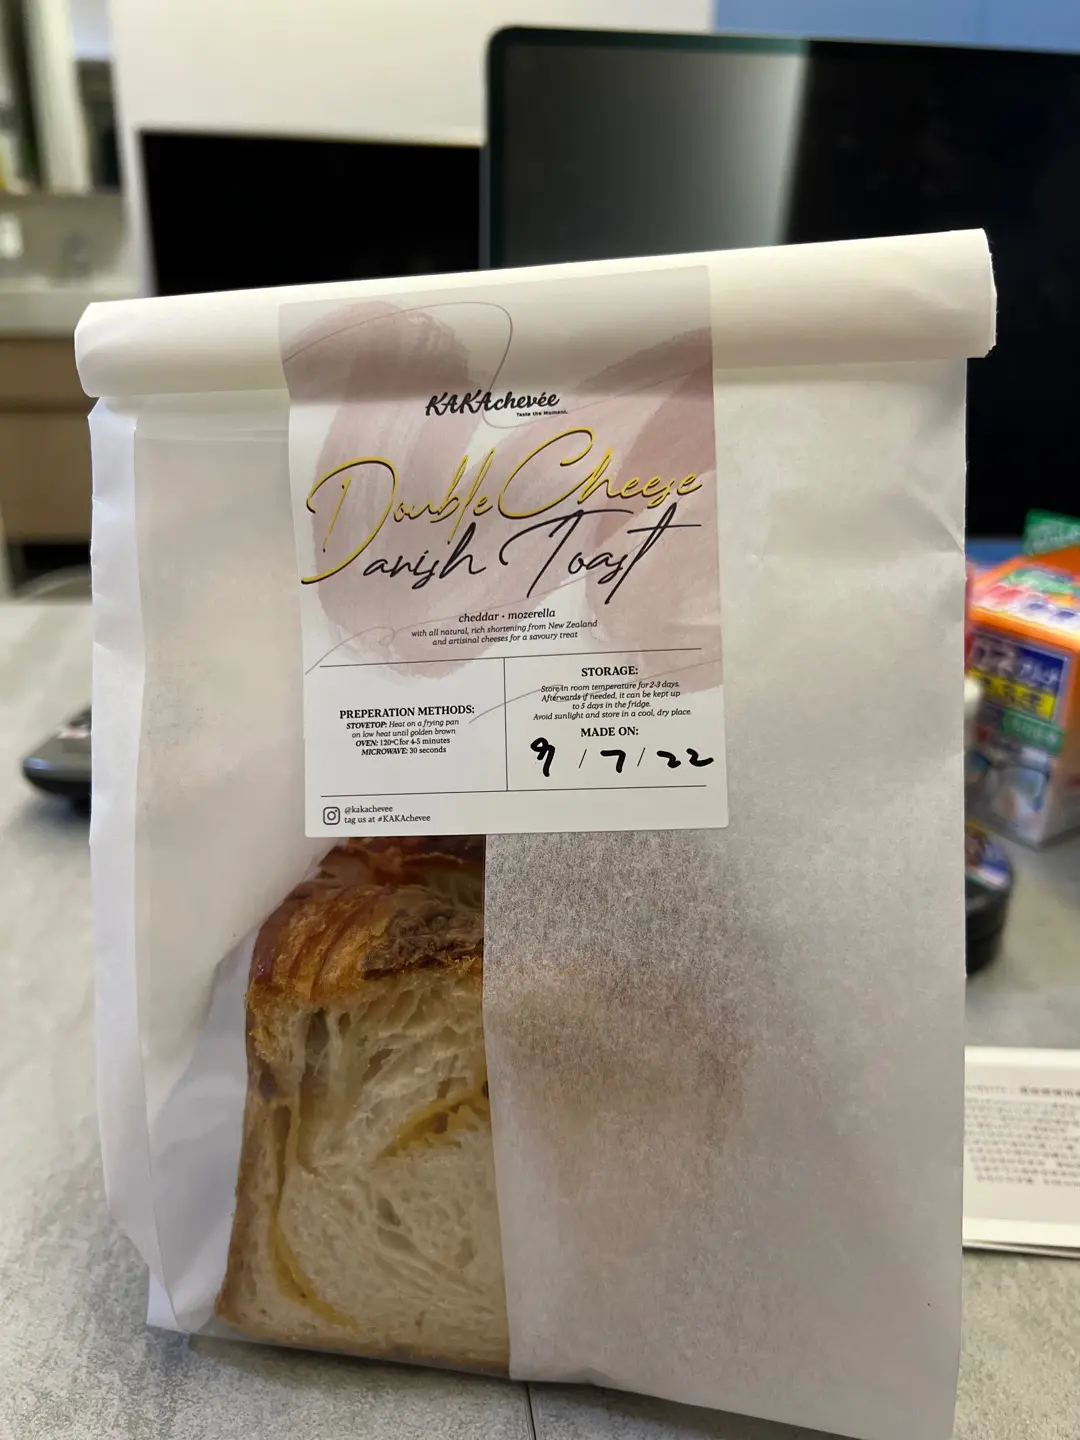 KAKAchevée
Taste the Moment.
Double Cheese
Danish Toast
cheddar • mozerella
with all natural, rich shortening from New Zealand
and artisinal cheeses for a savoury treat
PREPERATION METHODS:
STOVETOP: Heat on a frying pan
on low heat until golden brown
OVEN: 120°C for 4-5 minutes
MICROWAVE: 30 seconds
STORAGE:
Store in room temperature for 2-3 days.
Afterwards if needed, it can be kept up
to 5 days in the fridge.
Avoid sunlight and store in a cool, dry place.
MADE ON:
9 / 7 / 22
@kakachevee
tag us at #KAKAchevee